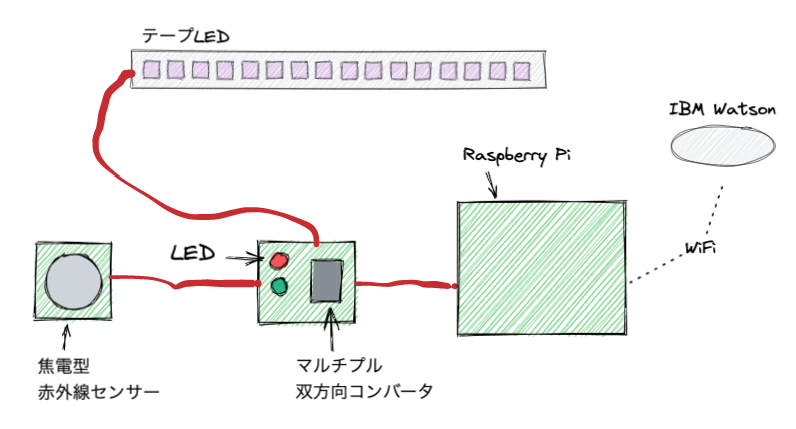 テープLED
IBM Watson
Raspberry Pi
LED
WiFi
焦電型
赤外線センサー
マルチプル
双方向コンバータ